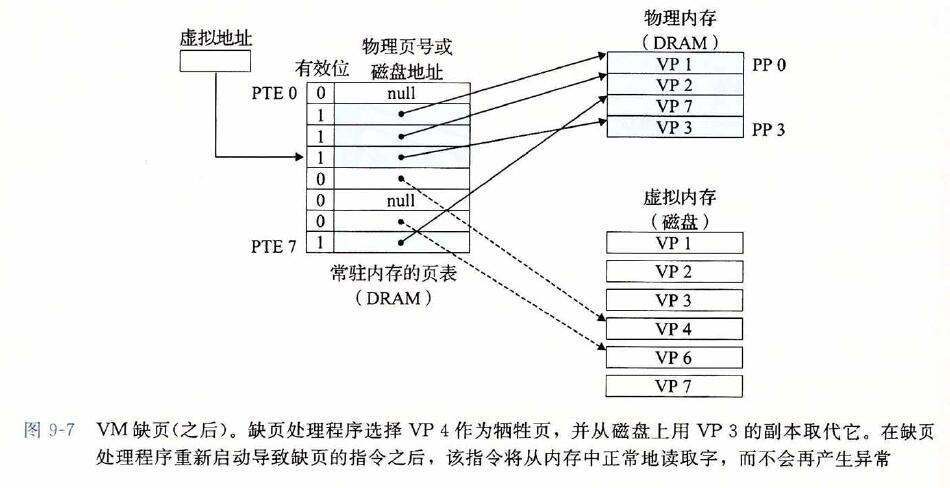 虚拟地址
物理页号或
磁盘地址
有效位
PTE 0
0
null
1
1
1
0
0
null
0
PTE 7
1
常驻内存的页表
(DRAM)
物理内存
(DRAM)
VP 1
PP 0
VP 2
VP 7
VP 3
PP 3
虚拟内存
(磁盘)
VP 1
VP 2
VP 3
VP 4
VP 6
VP 7
图 9-7 VM缺页(之后)。缺页处理程序选择 VP 4 作为牺牲页,并从磁盘上用 VP 3 的副本取代它。在缺页
处理程序重新启动导致缺页的指令之后,该指令将从内存中正常地读取字,而不会再产生异常